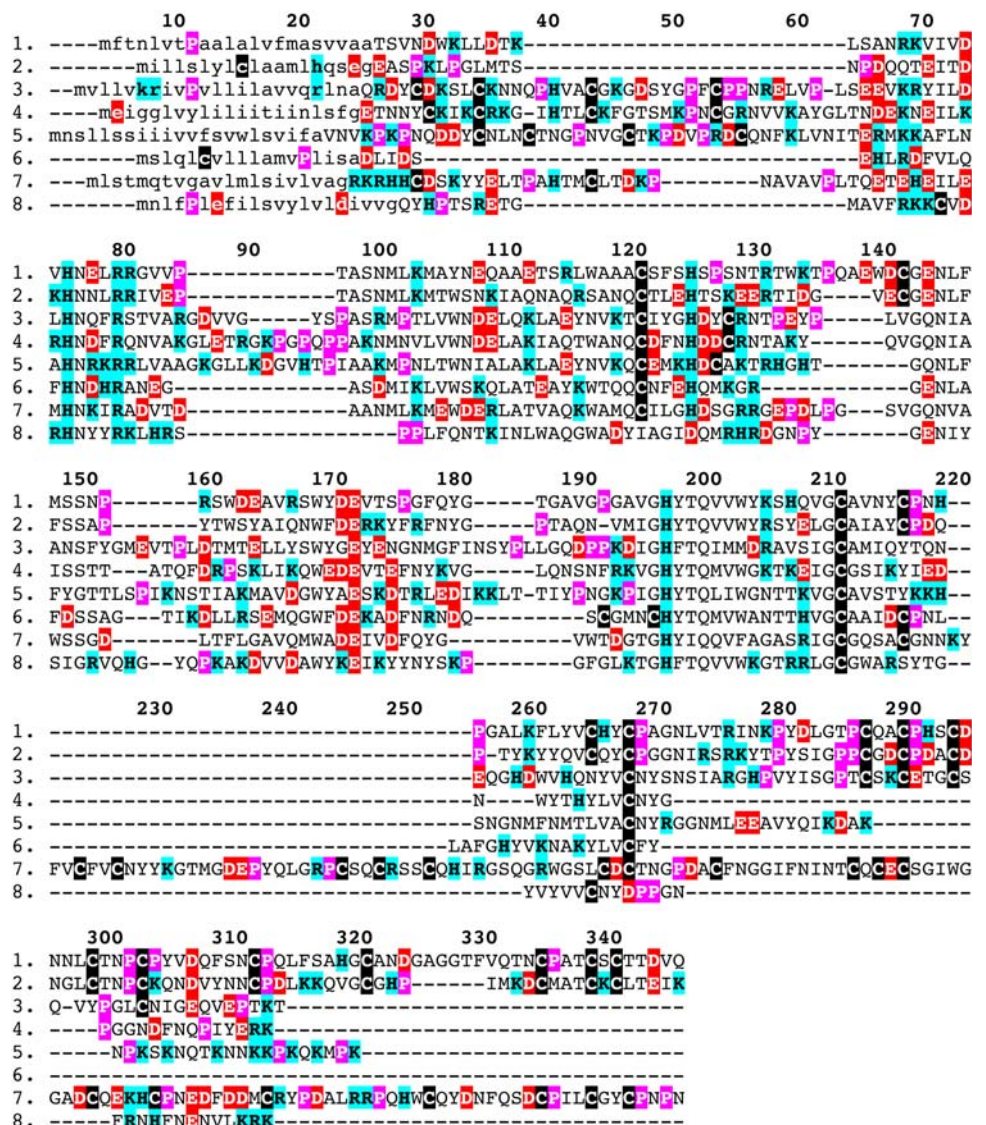 10 20 30 40 50 60 70
1. ----mftnlvtPaalalvfmasvvaaTSVNDWKLLDTK--------------------------LSANRKVIVD
2. -------millslylclaamlhqsegEASPKLPGLMTS--------------------------NPDQQTEITD
3. --mvllvkrivPvllilavvqrlnaQRDYCDKSLCKNNQPHVACGKGDSYGPFCPPNRELVP-LSEEVKRYILD
4. ----meigglvyliliitiinlsfgETNYCKIKCRKG-IHTLCKFGTSMKPNCGRNVVKAYGLTNDEKNEILK
5. mnsllssiiivvfsvwlsvifaVNVKPKPNQDDYCNLNCTNGPNVGCTKPDVPRDCQNFKLVNITERMKKAFLN
6. ---------mslqlcvlllamvPlisaDLIDS-----------------------------------EHLRDFVLQ
7. ---mlstmqtvgavlmlsivlvagRKRHHCDSKYYELTPAHTMCLTDKP-------NAVAVPLTQETEHEILE
8. -------mnlfPlefilsvylvldivvgQYHPTSRETG--------------------------MAVFRKKCVD
80 90 100 110 120 130 140
1. VHNELRRGVVP------------TASNMLKMAYNEQAAETSRLWAAACSFSHSPSNTRTWKTPQAEWDCGENLF
2. KHNNLRRIVEP------------TASNMLKMTWSNKIAQNAQRSANQCTLEHTSKEERTIDG----VECGENLF
3. LHNQFRSTVARGDVVG----YSPASRMPTLVWNDELQKLAEYNVKTCIYGHDYCRNTPEYP-----LVGQNIA
4. RHNDFRQNVAKGLETRGKPGPQPPAKNMNVLVWNDELAKIAQTWANQCDFNHDDCRNTAKY-----QVGQNIA
5. AHNRKRRLVAAGKGLLKDGVHTPIAAKMPNLTWNIALAKLAEYNVKQCEMKHDCAKTRHGHT------GQNLF
6. FHNDHRANEG--------------ASDMIKLVWSKQLATEAYKWTQQCNFEHQMKGR------------GENLA
7. MHNKIRADVTD------------AANMLKMEWDERLATVAQKWAMQCILGHDSGRRGEPDLPG---SVGQNVA
8. RHNYYRKLHRS-----------------PPLFQNTKINLWAQGWADYIAGIDQMRHRDGNPY-------GENIY
150 160 170 180 190 200 210 220
1. MSSNP-------RSWDEAVRSWYDEVTSPGFQYG-----TGAVGPGAVGHYTQVVWYKSHQVGCAVNYCPNH-
2. FSSAP-------YTWSYAIQNWFDERKYFRFNYG-----PTAQN-VMIGHYTQVVWYRSYELGCAIAYCPDQ-
3. ANSFYGMEVTPLDTMTELLYSWYGEYENGNMGFINSYPLLGQDPPKDIGHFTQIMMDRAVSIGCAMIQYTQN--
4. ISSTT---ATQFDRPSKLIKQWEDEVTEFNYKVG-----LQNSNFRKVGHYTQMVWGKTKEIGCGSIKYIED--
5. FYGTTLSPIKNSTIAKMAVDGWYAESKDTRLEDIKKLT-TIYPNGKPIGHYTQLIWGNTTKVGCAVSTYKKH--
6. FDSSAG---TIKDLLRSEMQGWFDEKADFNRNDQ----------SCGMNCHYTQMVWANTTHVGCAAIDCPNL-
7. WSSGD-------LTFLGAVQMWADEIVDFQYG-------VWTDGTGHYIQQVFAGASRIGCGQSACGNNKY
8. SIGRVQHG--YQPKAKDVVDAWYKEIKYYNYSKP-------GFGLKTGHFTQVVWKGTRRLGCGWARSYTG--
230 240 250 260 270 280 290
1. ----------------------------------PGALKFLYVCHYCPAGNLVTRINKPYDLGTPCQACPHSCD
2. ----------------------------------P-TYKYYQVCQYCPGGNIRSRKYTPYSIGPPCGDCPDACD
3. ----------------------------------EQGHDWVHQNYVCNYSNSIARGHPVYISGPTCSKCETGCS
4. ----------------------------------N----WYTHYLVCNYG------------------------
5. -----------------------------------SNGNMFNMTLVACNYRGGNMLEEAVYQIKDAK--------
6. --------------------------------LAFGHYVKNAKYLVCFY-------------------------
7. FVCFVCNYYKGTMGDEPYQLGRPCSQCRSSCQHIRGSQGRWGSLCDCTNGPDACFNGGIFNINTCQCECSGIWG
8. --------------------------------------YVYVVCNYDPPGN-----------------------
300 310 320 330 340
1. NNLCTNPCPYVDQFSNCPQLFSAHGCANDGAGGTFVQTNCPATCSCTTDVQ
2. NGLCTNPCKQNDVYNNCPDLKKQVGCGHP------IMKDCMATCKCLTEIK
3. Q-VYPGLCNIGEQVEPTKT--------------------------------
4. ----PGGNDFNQPIYERK---------------------------------
5. -----NPKSKNQTKNNKKPKQKMPK--------------------------
6. ---------------------------------------------------
7. GADCQEKHCPNEDFDDMCRYPDALRRPQHWCQYDNFQSDCPILCGYCPNPN
8. -----FRNHFNENVLKRK---------------------------------